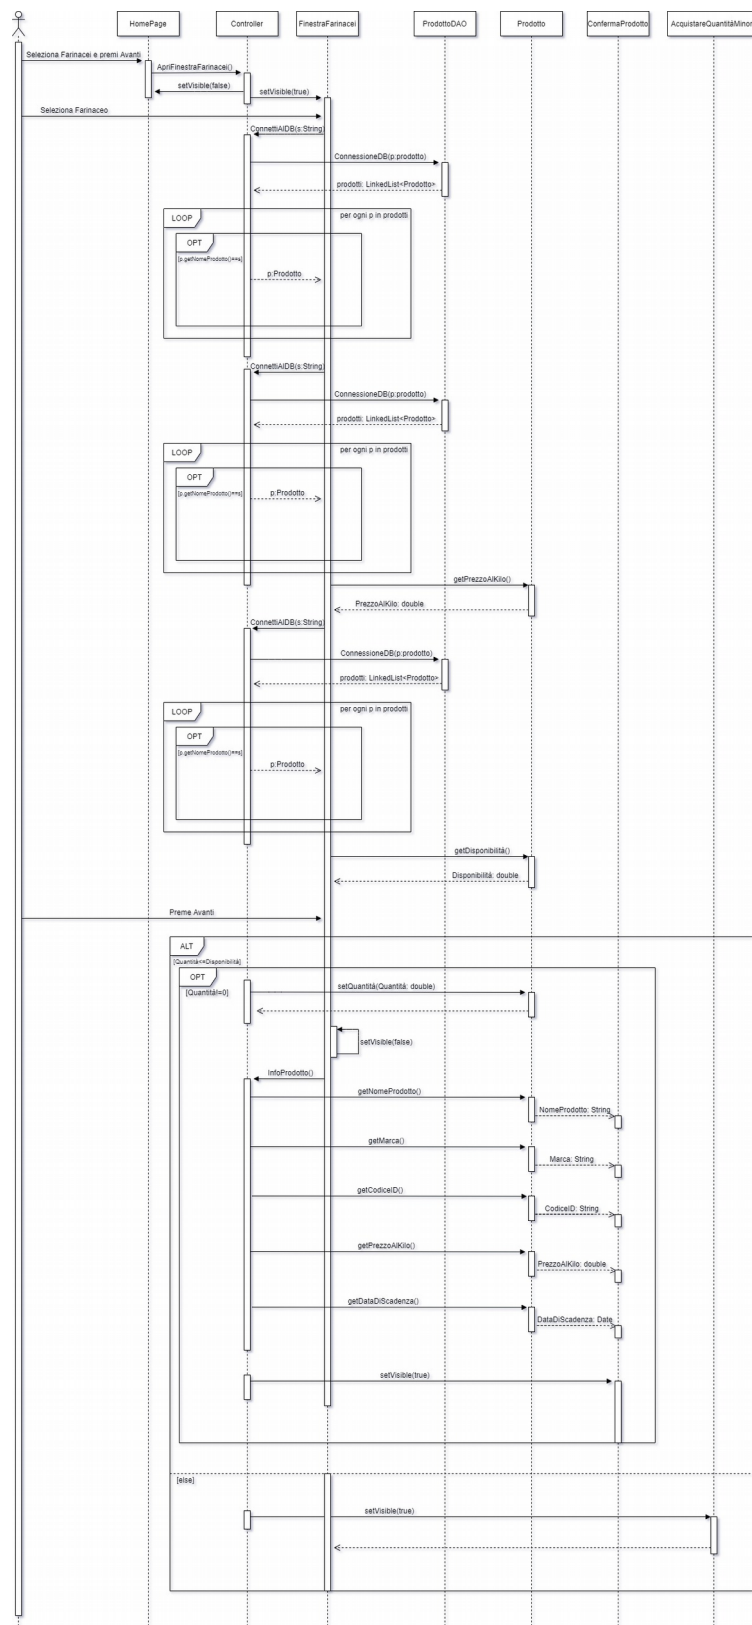 HomePage
Controller
FinestraFarinacei
ProdottoDAO
Prodotto
ConfermaProdotto
AcquistareQuantitàMinor
Seleziona Farinacei e premi Avanti
ApriFinestraFarinacei()
setVisible(false)
setVisible(true)
Seleziona Farinaceo
ConnettiAlDB(s:String)
ConnessioneDB(p:prodotto)
prodotti: LinkedList<Prodotto>
LOOP
per ogni p in prodotti
OPT
[p.getNomeProdotto()==s]
p:Prodotto
ConnettiAlDB(s:String)
ConnessioneDB(p:prodotto)
prodotti: LinkedList<Prodotto>
LOOP
per ogni p in prodotti
OPT
[p.getNomeProdotto()==s]
p:Prodotto
getPrezzoAlKilo()
PrezzoAlKilo: double
ConnettiAlDB(s:String)
ConnessioneDB(p:prodotto)
prodotti: LinkedList<Prodotto>
LOOP
per ogni p in prodotti
OPT
[p.getNomeProdotto()==s]
p:Prodotto
getDisponibilità()
Disponibilità: double
Preme Avanti
ALT
[Quantità<=Disponibilità]
OPT
[Quantità!=0]
setQuantità(Quantità: double)
setVisible(false)
InfoProdotto()
getNomeProdotto()
NomeProdotto: String
getMarca()
Marca: String
getCodiceID()
CodiceID: String
getPrezzoAlKilo()
PrezzoAlKilo: double
getDataDiScadenza()
DataDiScadenza: Date
setVisible(true)
[else]
setVisible(true)